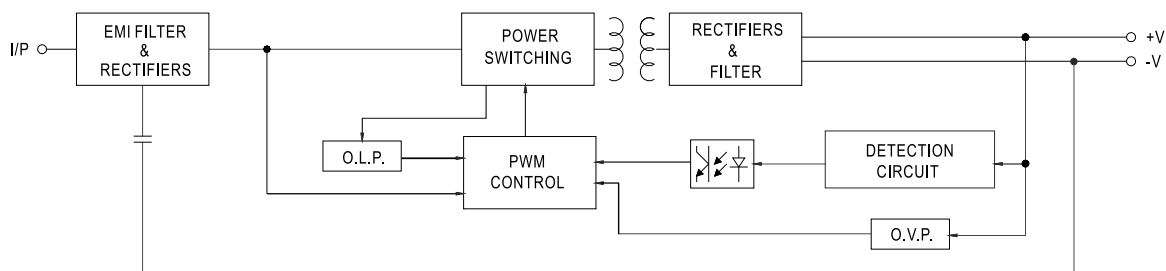 I/P
EMI FILTER
&
RECTIFIERS
POWER
SWITCHING
RECTIFIERS
&
FILTER
+V
-V
O.L.P.
PWM
CONTROL
DETECTION
CIRCUIT
O.V.P.